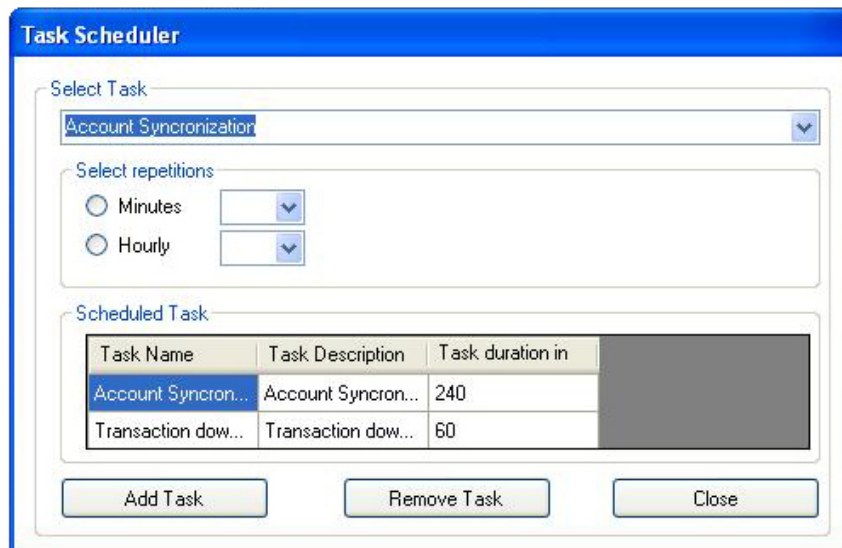 Task Scheduler
Select Task
Account Syncronization
Select repetitions
Minutes
Hourly
Scheduled Task
Task Name Task Description Task duration in
Account Syncron... Account Syncron... 240
Transaction dow... Transaction dow... 60
Add Task Remove Task Close